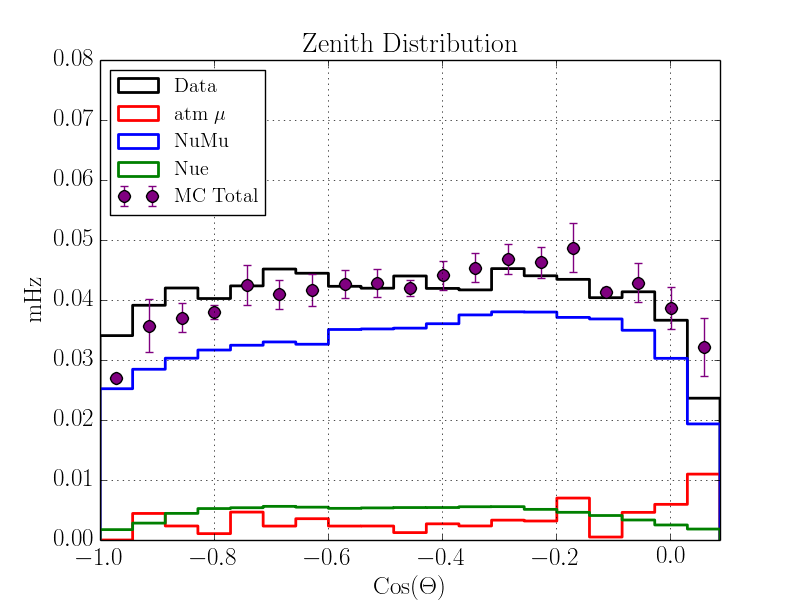 Zenith Distribution
0.08
0.07
0.06
0.05
0.04
0.03
0.02
0.01
0.00
mHz
Data
atm μ
NuMu
Nue
MC Total
−1.0 −0.8 −0.6 −0.4 −0.2 0.0
Cos(Θ)